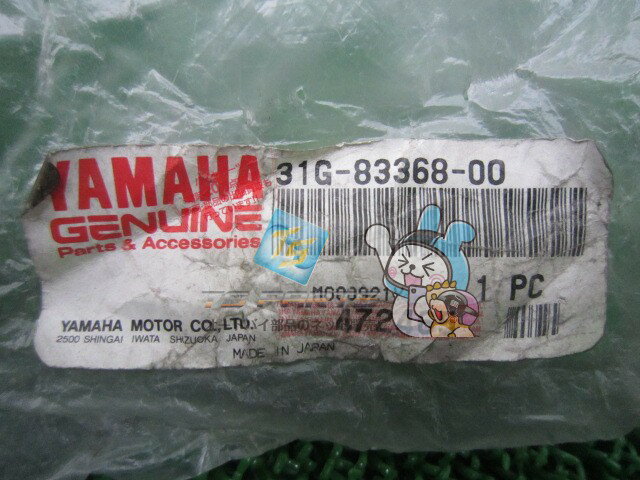 YAMAHA
GENUINE
Parts & Accessories
31G-83368-00
1 PC
A72
YAMAHA MOTOR CO., LTD.
2500 SHINGAI IWATA SHIZUOKA JAPAN
MADE IN JAPAN